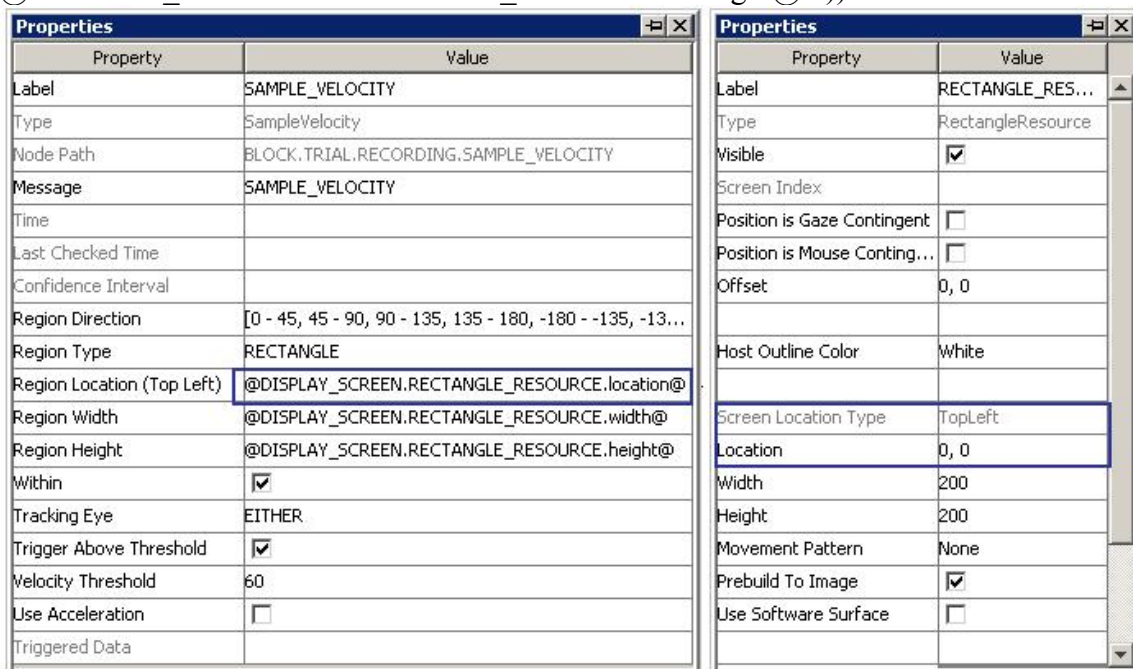 Properties
Property Value
Label SAMPLE_VELOCITY
Type SampleVelocity
Node Path BLOCK.TRIAL.RECORDING.SAMPLE_VELOCITY
Message SAMPLE_VELOCITY
Time
Last Checked Time
Confidence Interval
Region Direction [0 - 45, 45 - 90, 90 - 135, 135 - 180, -180 - -135, -13...
Region Type RECTANGLE
Region Location (Top Left) @DISPLAY_SCREEN.RECTANGLE_RESOURCE.location@
Region Width @DISPLAY_SCREEN.RECTANGLE_RESOURCE.width@
Region Height @DISPLAY_SCREEN.RECTANGLE_RESOURCE.height@
Within
Tracking Eye EITHER
Trigger Above Threshold
Velocity Threshold 60
Use Acceleration
Triggered Data
Properties
Property Value
Label RECTANGLE_RES...
Type RectangleResource
Visible
Screen Index
Position is Gaze Contingent
Position is Mouse Conting...
Offset 0, 0
Host Outline Color White
Screen Location Type TopLeft
Location 0, 0
Width 200
Height 200
Movement Pattern None
Prebuild To Image
Use Software Surface